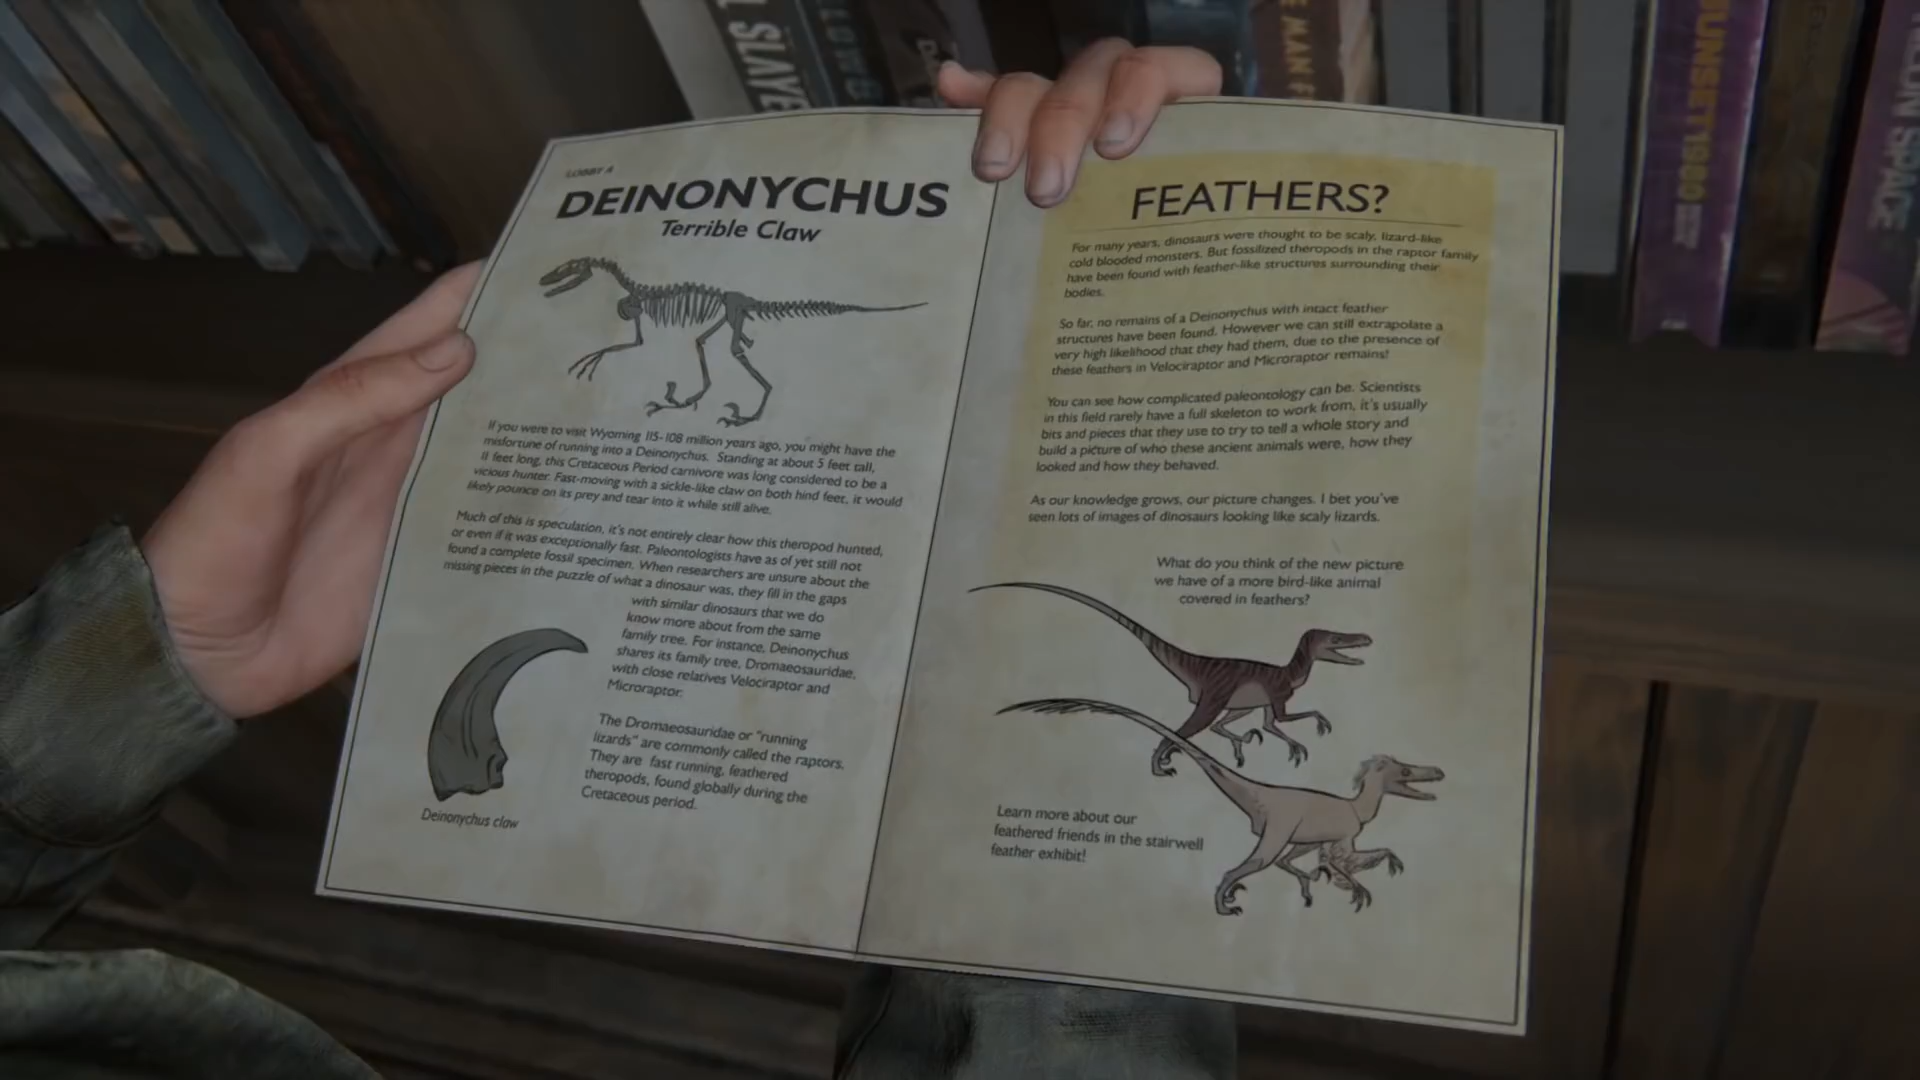 L SLAYE
E MAN F
SUNSET1989
CUN SPACE
LOBBY A
DEINONYCHUS
Terrible Claw
If you were to visit Wyoming 115-108 million years ago, you might have the
misfortune of running into a Deinonychus. Standing at about 5 feet tall,
11 feet long, this Cretaceous Period carnivore was long considered to be a
vicious hunter. Fast-moving with a sickle-like claw on both hind feet, it would
likely pounce on its prey and tear into it while still alive.
Much of this is speculation, it's not entirely clear how this theropod hunted,
or even if it was exceptionally fast. Paleontologists have as of yet still not
found a complete fossil specimen. When researchers are unsure about the
missing pieces in the puzzle of what a dinosaur was, they fill in the gaps
with similar dinosaurs that we do
know more about from the same
family tree. For instance, Deinonychus
shares its family tree, Dromaeosauridae,
with close relatives Velociraptor and
Microraptor.
The Dromaeosauridae or "running
lizards" are commonly called the raptors.
They are fast running, feathered
theropods, found globally during the
Cretaceous period.
Deinonychus claw
FEATHERS?
For many years, dinosaurs were thought to be scaly, lizard-like
cold blooded monsters. But fossilized theropods in the raptor family
have been found with feather-like structures surrounding their
bodies.
So far, no remains of a Deinonychus with intact feather
structures have been found. However we can still extrapolate a
very high likelihood that they had them, due to the presence of
these feathers in Velociraptor and Microraptor remains!
You can see how complicated paleontology can be. Scientists
in this field rarely have a full skeleton to work from, it's usually
bits and pieces that they use to try to tell a whole story and
build a picture of who these ancient animals were, how they
looked and how they behaved.
As our knowledge grows, our picture changes. I bet you've
seen lots of images of dinosaurs looking like scaly lizards.
What do you think of the new picture
we have of a more bird-like animal
covered in feathers?
Learn more about our
feathered friends in the stairwell
feather exhibit!